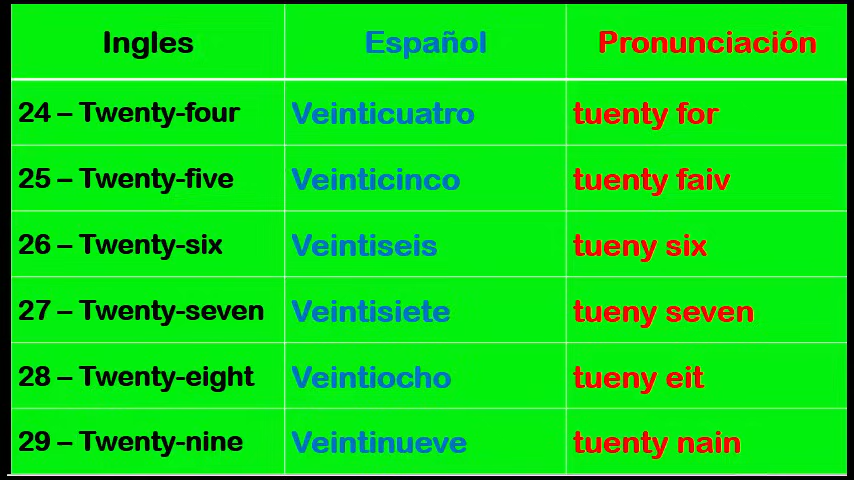 Ingles Español Pronunciación
24 – Twenty-four Veinticuatro tuenty for
25 – Twenty-five Veinticinco tuenty faiv
26 – Twenty-six Veintiseis tueny six
27 – Twenty-seven Veintisiete tueny seven
28 – Twenty-eight Veintiocho tueny eit
29 – Twenty-nine Veintinueve tuenty nain